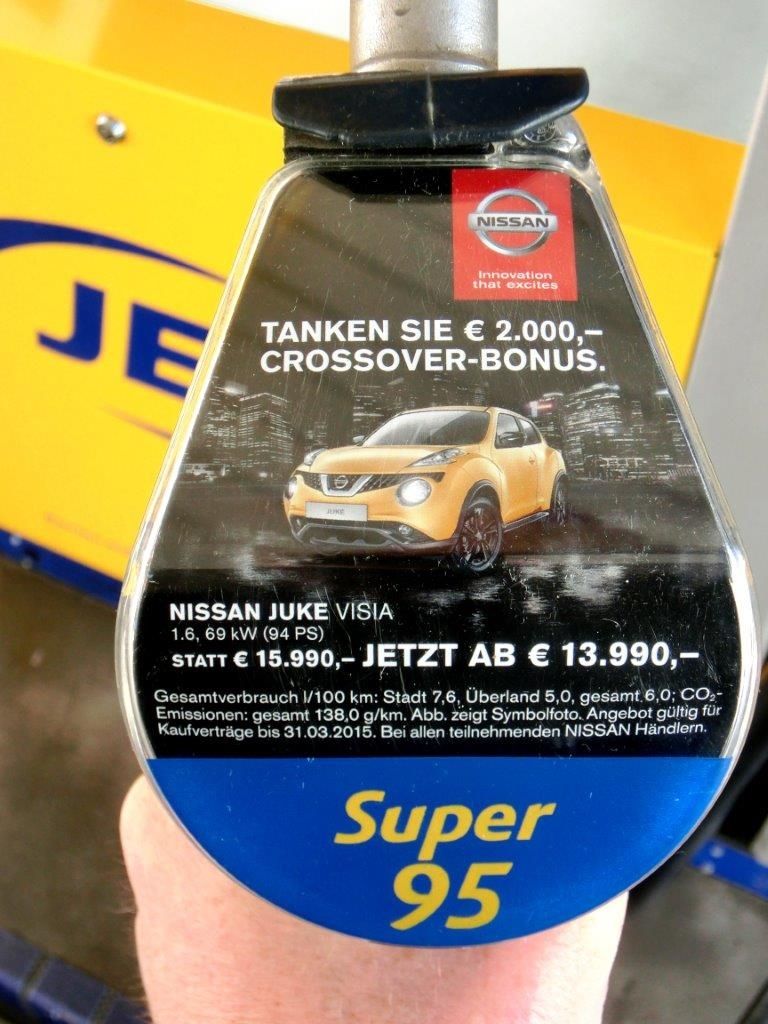 NISSAN
Innovation
that excites
TANKEN SIE € 2.000,–
CROSSOVER-BONUS.
JE
JUKE
NISSAN JUKE VISIA
1.6, 69 kW (94 PS)
STATT € 15.990,– JETZT AB € 13.990,–
Gesamtverbrauch l/100 km: Stadt 7,6, Überland 5,0, gesamt 6,0; CO₂-
Emissionen: gesamt 138,0 g/km. Abb. zeigt Symbolfoto. Angebot gültig für
Kaufverträge bis 31.03.2015. Bei allen teilnehmenden NISSAN Händlern.
Super
95